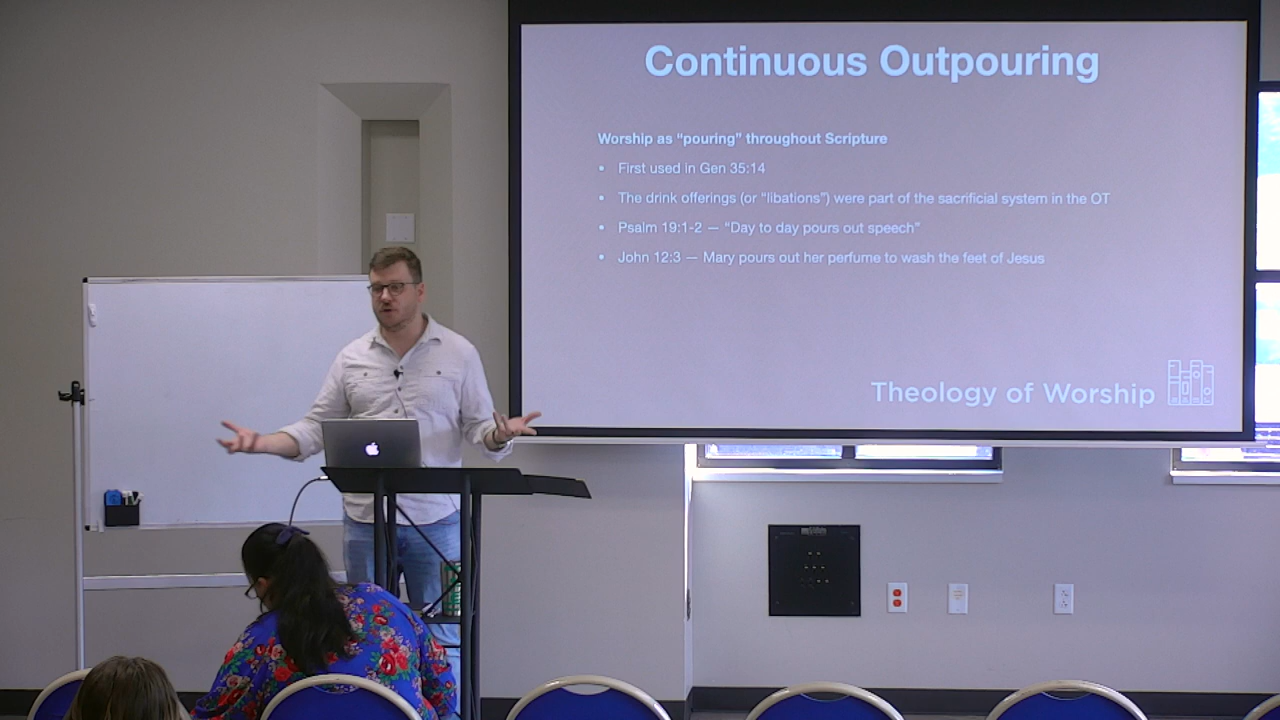 Continuous Outpouring
Worship as “pouring” throughout Scripture
• First used in Gen 35:14
• The drink offerings (or “libations”) were part of the sacrificial system in the OT
• Psalm 19:1-2 — “Day to day pours out speech”
• John 12:3 — Mary pours out her perfume to wash the feet of Jesus
Theology of Worship